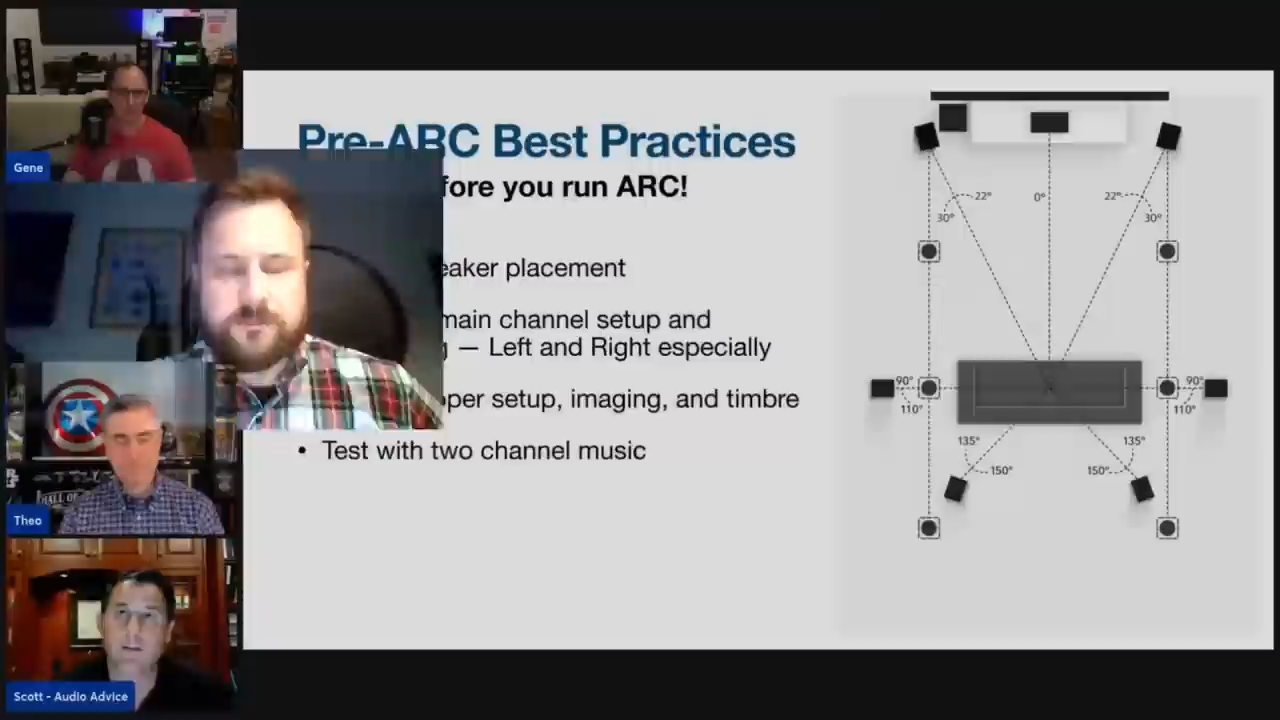 Gene
Theo
Scott - Audio Advice
Pre-ARC Best Practices
fore you run ARC!
eaker placement
main channel setup and
— Left and Right especially
oper setup, imaging, and timbre
• Test with two channel music
22° 0° 22°
30° 30°
90° 90°
110° 110°
135° 135°
150° 150°